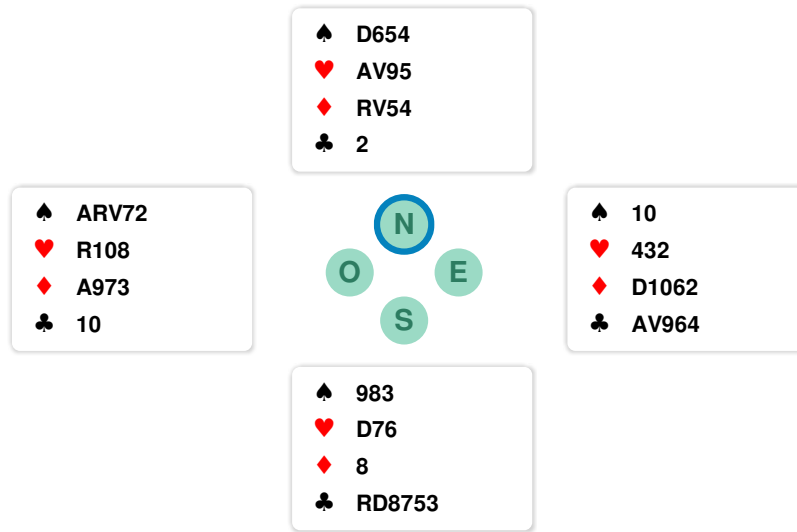 ♠ D654
♥ AV95
♦ RV54
♣ 2
♠ ARV72
♥ R108
♦ A973
♣ 10
N
O E
S
♠ 10
♥ 432
♦ D1062
♣ AV964
♠ 983
♥ D76
♦ 8
♣ RD8753